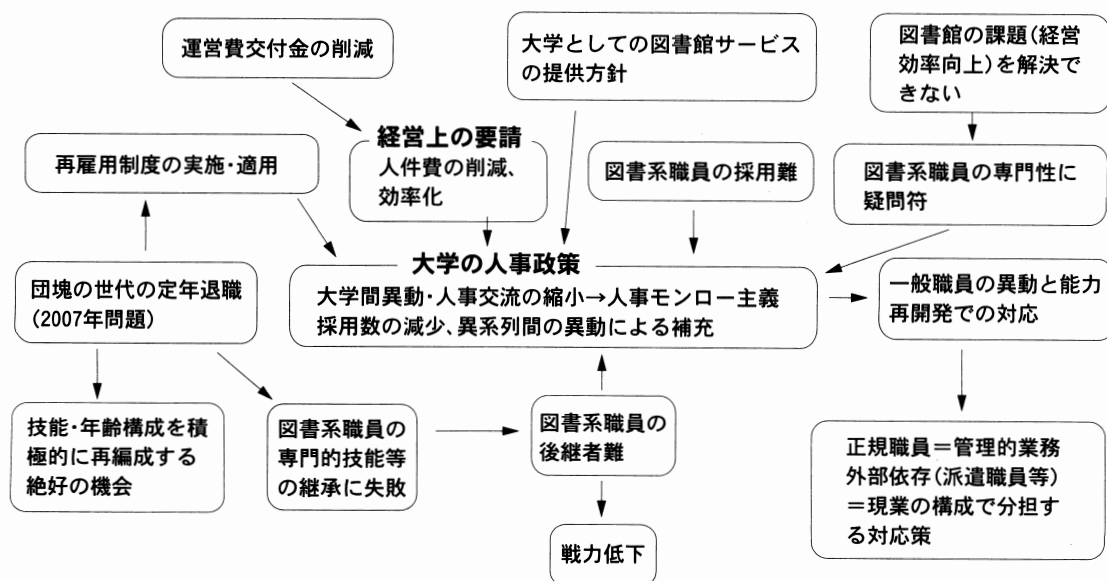 運営費交付金の削減
大学としての図書館サービス
の提供方針
図書館の課題(経営
効率向上)を解決で
きない
経営上の要請
人件費の削減、
効率化
再雇用制度の実施・適用
図書系職員の採用難
図書系職員の専門性に
疑問符
大学の人事政策
大学間異動・人事交流の縮小→人事モンロー主義
採用数の減少、異系列間の異動による補充
団塊の世代の定年退職
(2007年問題)
一般職員の異動と能力
再開発での対応
技能・年齢構成を積
極的に再編成する
絶好の機会
図書系職員の
専門的技能等
の継承に失敗
図書系職員の
後継者難
正規職員=管理的業務
外部依存(派遣職員等)
=現業の構成で分担す
る対応策
戦力低下